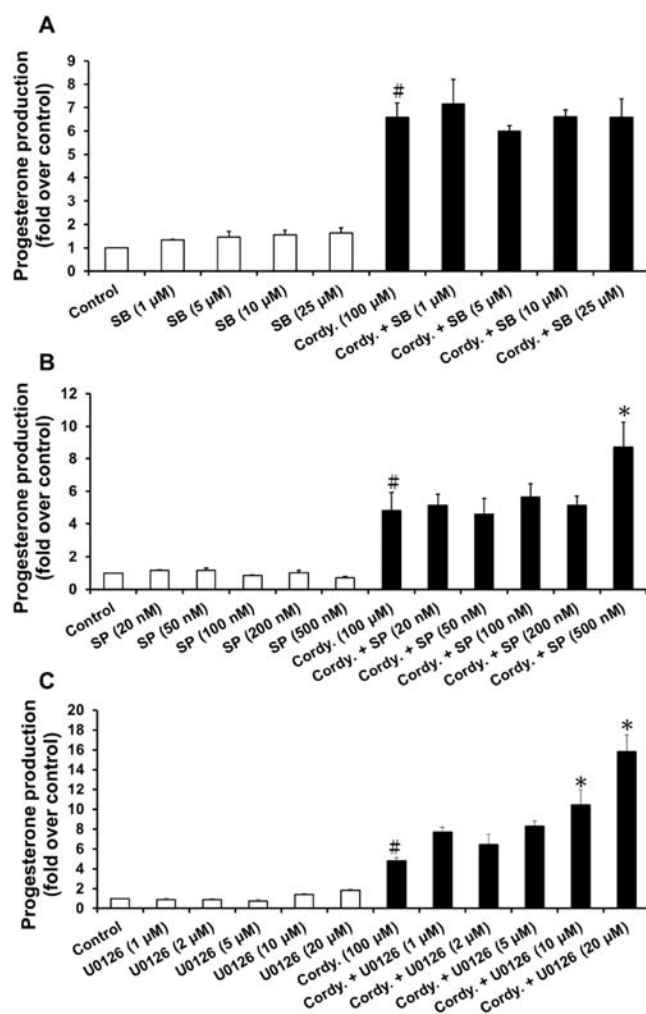 A
Progesterone production
(fold over control)
9
8
7
6
5
4
3
2
1
0
#
Control
SB (1 µM)
SB (5 µM)
SB (10 µM)
SB (25 µM)
Cordy. (100 µM)
Cordy. + SB (1 µM)
Cordy. + SB (5 µM)
Cordy. + SB (10 µM)
Cordy. + SB (25 µM)
B
Progesterone production
(fold over control)
12
10
8
6
4
2
0
#
*
Control
SP (20 nM)
SP (50 nM)
SP (100 nM)
SP (200 nM)
SP (500 nM)
Cordy. (100 µM)
Cordy. + SP (20 nM)
Cordy. + SP (50 nM)
Cordy. + SP (100 nM)
Cordy. + SP (200 nM)
Cordy. + SP (500 nM)
C
Progesterone production
(fold over control)
20
18
16
14
12
10
8
6
4
2
0
#
*
*
Control
U0126 (1 µM)
U0126 (2 µM)
U0126 (5 µM)
U0126 (10 µM)
U0126 (20 µM)
Cordy. (100 µM)
Cordy. + U0126 (1 µM)
Cordy. + U0126 (2 µM)
Cordy. + U0126 (5 µM)
Cordy. + U0126 (10 µM)
Cordy. + U0126 (20 µM)